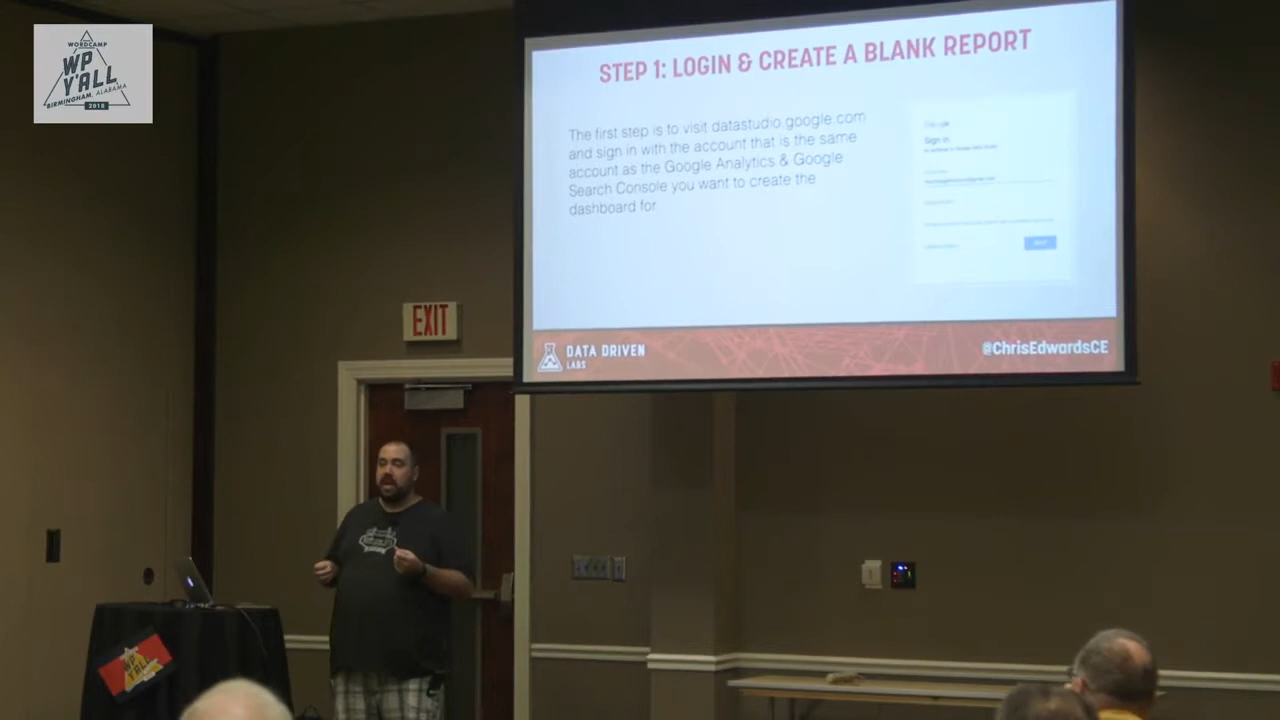 WORDCAMP
WP
Y'ALL
BIRMINGHAM, ALABAMA
2018
STEP 1: LOGIN & CREATE A BLANK REPORT
The first step is to visit datastudio.google.com
and sign in with the account that is the same
account as the Google Analytics & Google
Search Console you want to create the
dashboard for
Sign in
EXIT
DATA DRIVEN
LABS
@ChrisEdwardsCE
WP
Y'ALL